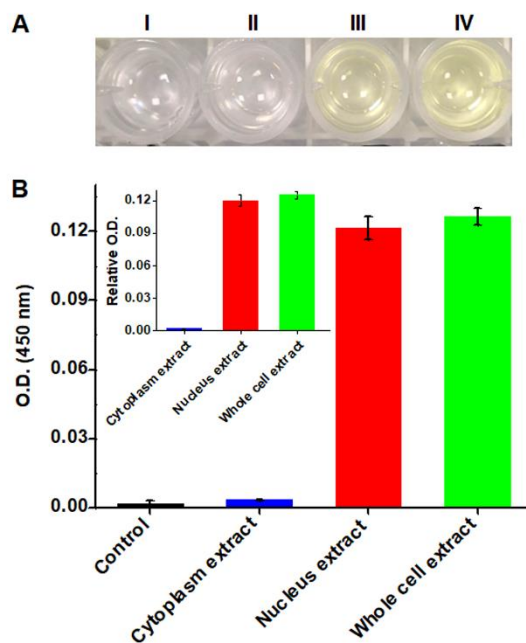 A
I II III IV
B
O.D. (450 nm)
0.12
0.09
0.06
0.03
0.00
Relative O.D.
0.12
0.09
0.06
0.03
0.00
Cytoplasm extract
Nucleus extract
Whole cell extract
Control
Cytoplasm extract
Nucleus extract
Whole cell extract